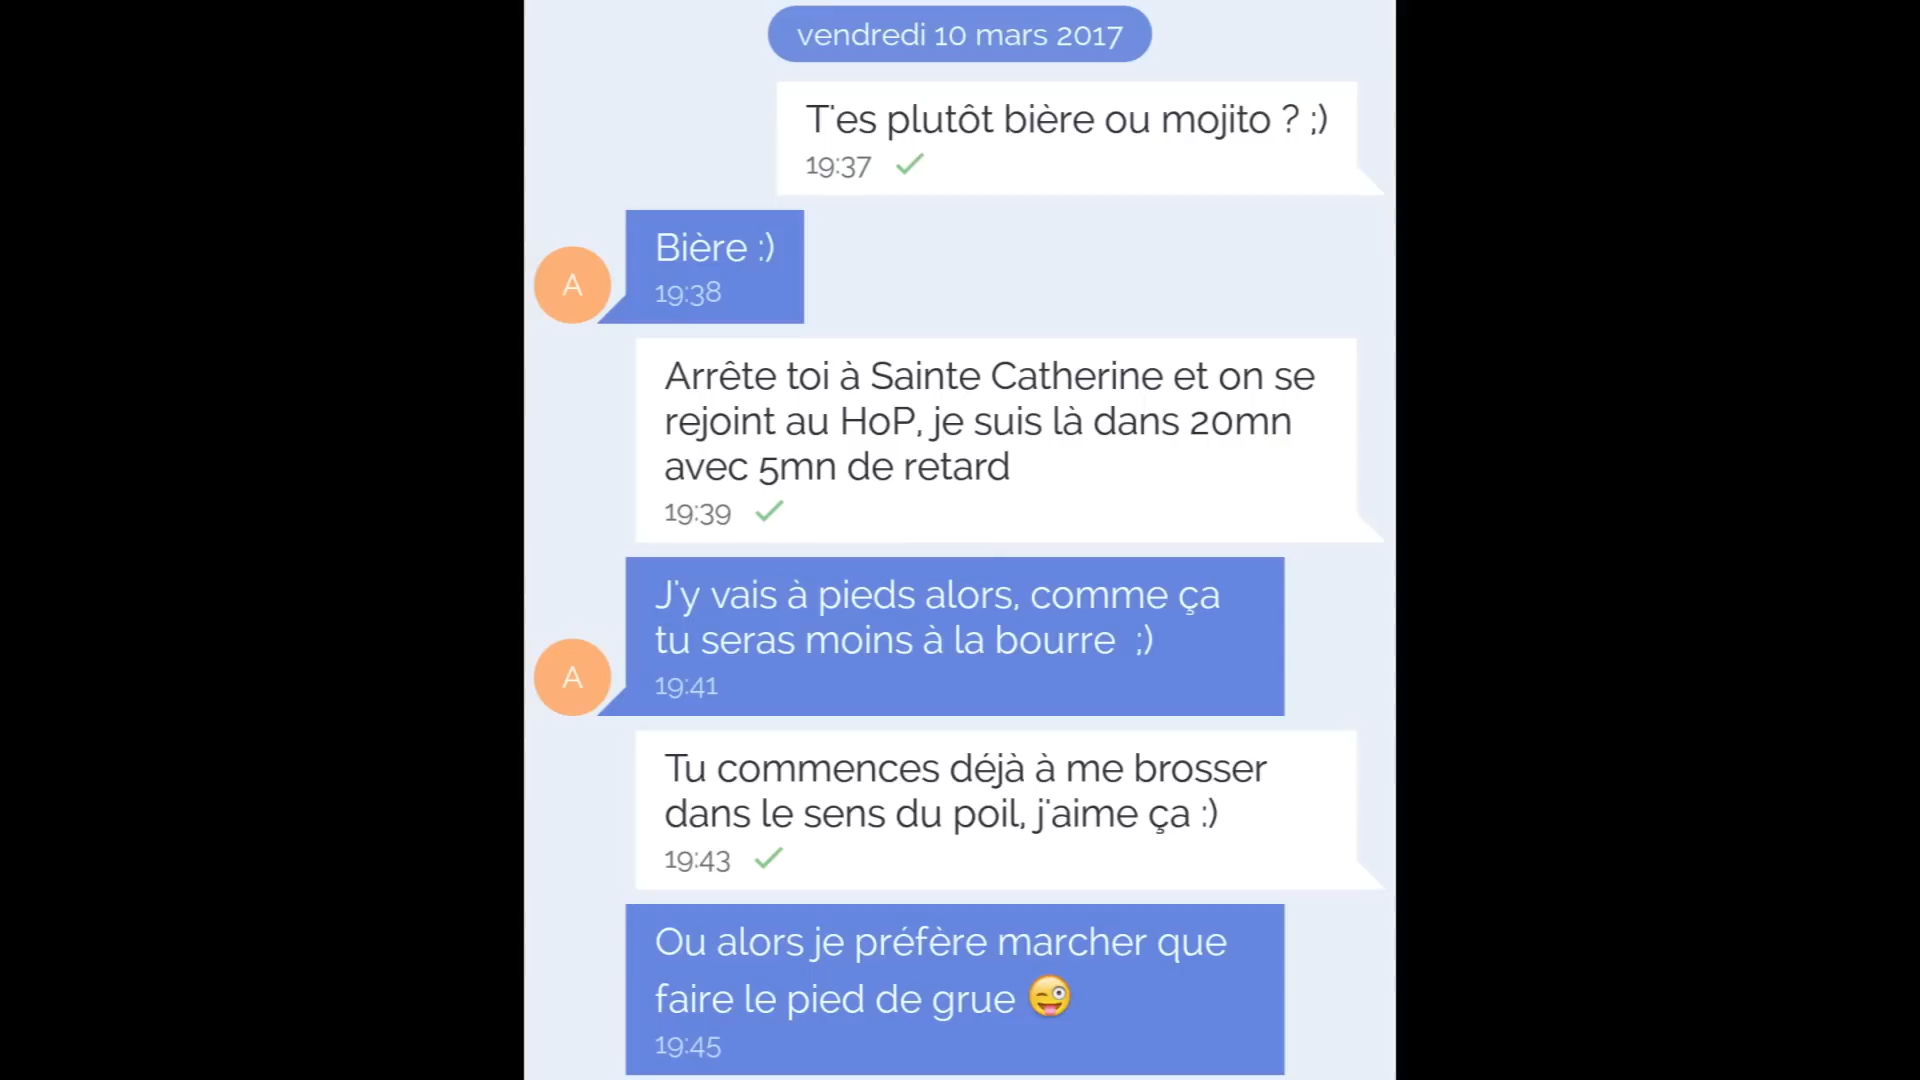 vendredi 10 mars 2017
T'es plutôt bière ou mojito ? ;)
19:37
Bière :)
A
19:38
Arrête toi à Sainte Catherine et on se
rejoint au HoP, je suis là dans 20mn
avec 5mn de retard
19:39
J'y vais à pieds alors, comme ça
tu seras moins à la bourre  ;)
A
19:41
Tu commences déjà à me brosser
dans le sens du poil, j'aime ça :)
19:43
Ou alors je préfère marcher que
faire le pied de grue 😜
19:45